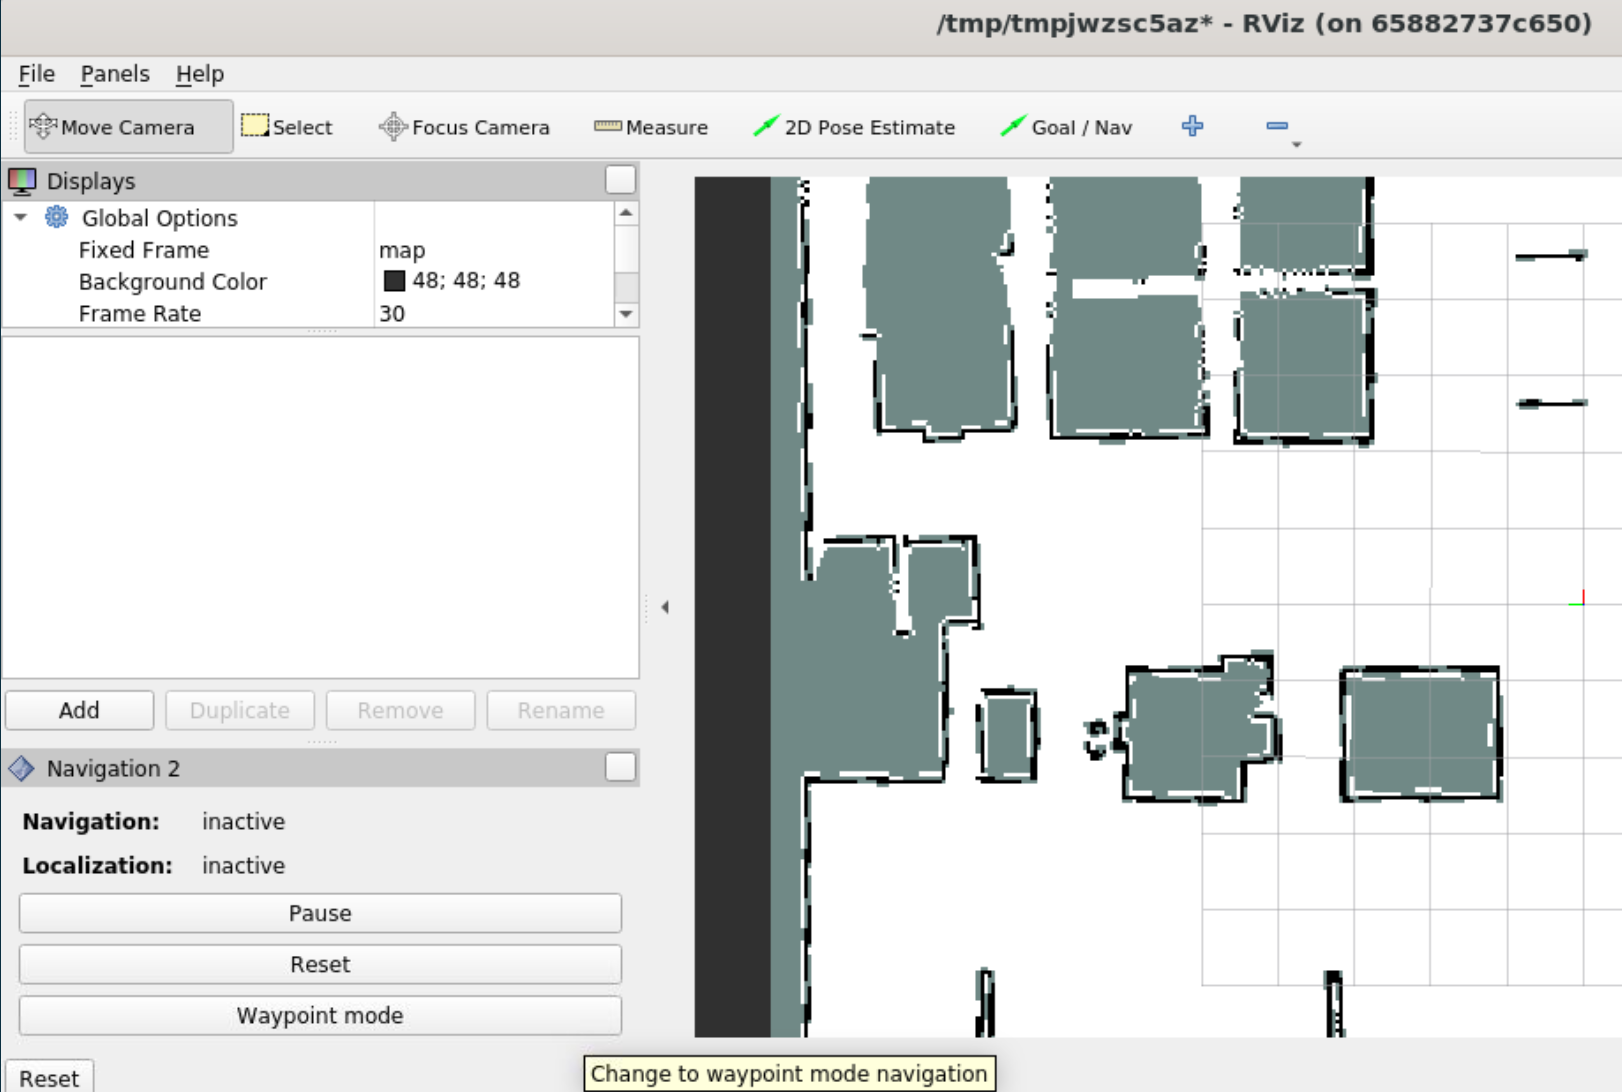 /tmp/tmpjwzsc5az* - RViz (on 65882737c650)
File Panels Help
Move Camera Select Focus Camera Measure 2D Pose Estimate Goal / Nav
Displays
Global Options
Fixed Frame map
Background Color 48; 48; 48
Frame Rate 30
Add Duplicate Remove Rename
Navigation 2
Navigation: inactive
Localization: inactive
Pause
Reset
Waypoint mode
Change to waypoint mode navigation
Reset